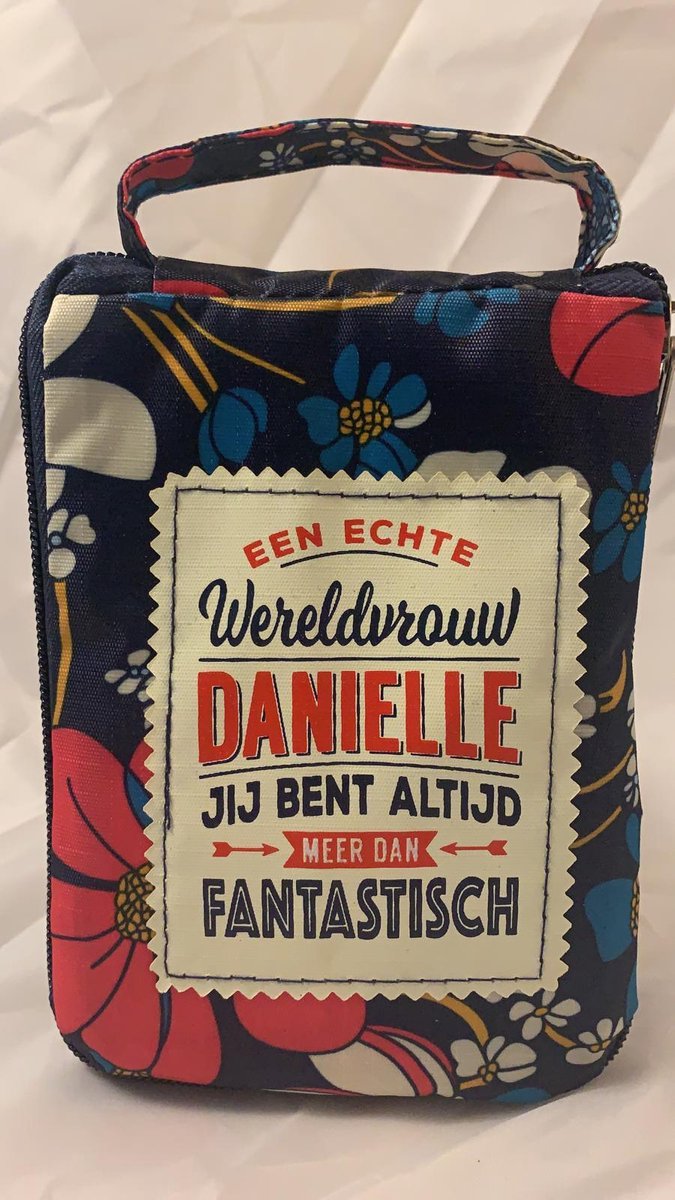 EEN ECHTE
Wereldvrouw
DANIELLE
JIJ BENT ALTIJD
MEER DAN
FANTASTISCH